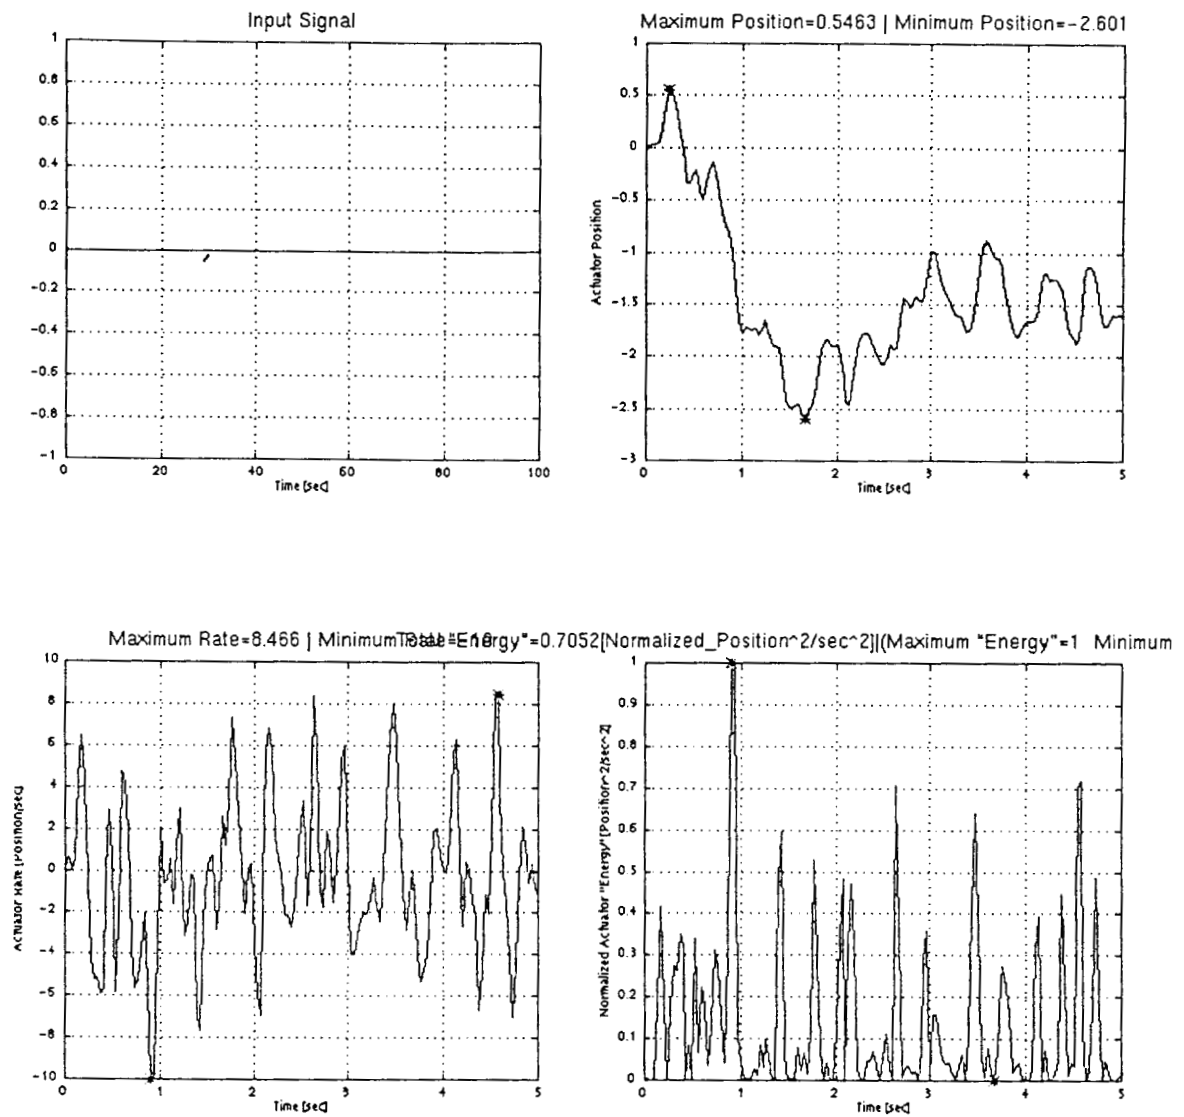 Input Signal
1
0.8
0.6
0.4
0.2
0
-0.2
-0.4
-0.6
-0.8
-1
0 20 40 60 80 100
Time [sec]
Maximum Position=0.5463 | Minimum Position=-2.601
Actuator Position
1
0.5
0
-0.5
-1
-1.5
-2
-2.5
-3
0 1 2 3 4 5
Time [sec]
Maximum Rate=8.466 | Minimum
Actuator Rate [Position/sec]
10
8
6
4
2
0
-2
-4
-6
-8
-10
0 1 2 3 4 5
Time [sec]
"Energy"=0.7052[Normalized_Position^2/sec^2]|(Maximum "Energy"=1 Minimum
Normalized Actuator "Energy" [Position^2/sec^2]
1
0.9
0.8
0.7
0.6
0.5
0.4
0.3
0.2
0.1
0
0 1 2 3 4 5
Time [sec]